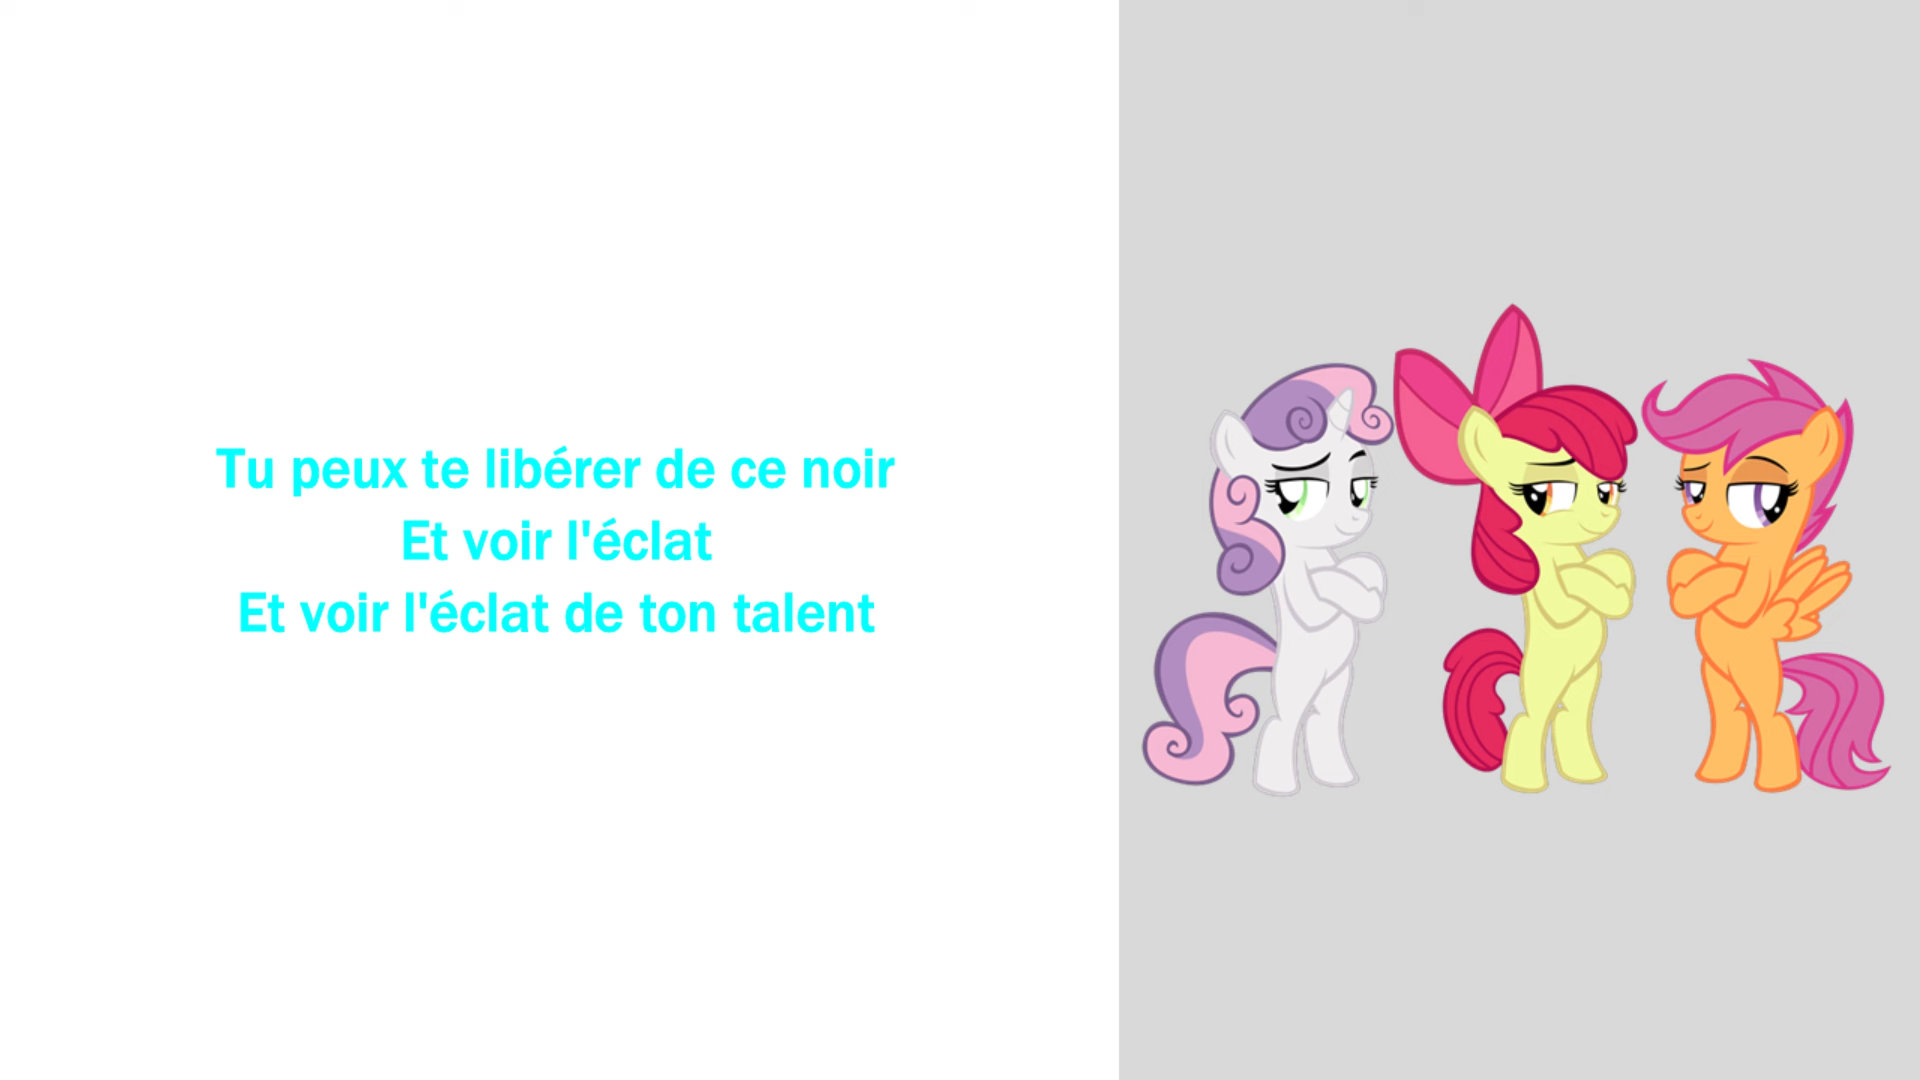 Tu peux te libérer de ce noir
Et voir l'éclat
Et voir l'éclat de ton talent